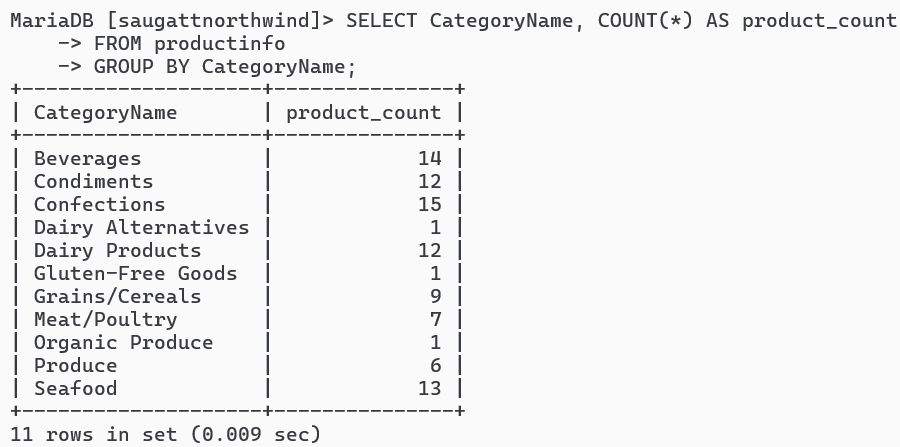 MariaDB [saugattnorthwind]> SELECT CategoryName, COUNT(*) AS product_count
    -> FROM productinfo
    -> GROUP BY CategoryName;
+--------------------+---------------+
| CategoryName       | product_count |
+--------------------+---------------+
| Beverages          |            14 |
| Condiments         |            12 |
| Confections        |            15 |
| Dairy Alternatives |             1 |
| Dairy Products     |            12 |
| Gluten-Free Goods  |             1 |
| Grains/Cereals     |             9 |
| Meat/Poultry       |             7 |
| Organic Produce    |             1 |
| Produce            |             6 |
| Seafood            |            13 |
+--------------------+---------------+
11 rows in set (0.009 sec)